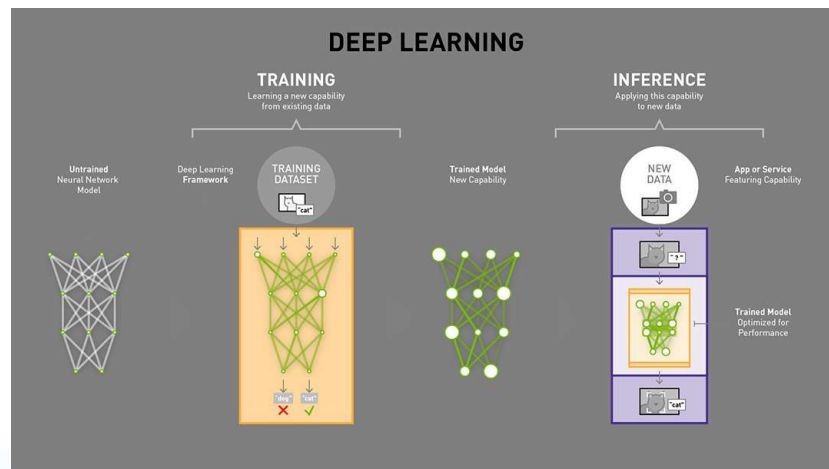 DEEP LEARNING
TRAINING
Learning a new capability
from existing data
INFERENCE
Applying this capability
to new data
Untrained
Neural Network
Model
Deep Learning
Framework
TRAINING
DATASET
"cat"
Trained Model
New Capability
NEW
DATA
App or Service
Featuring Capability
"?"
Trained Model
Optimized for
Performance
"dog"
"cat"
"cat"